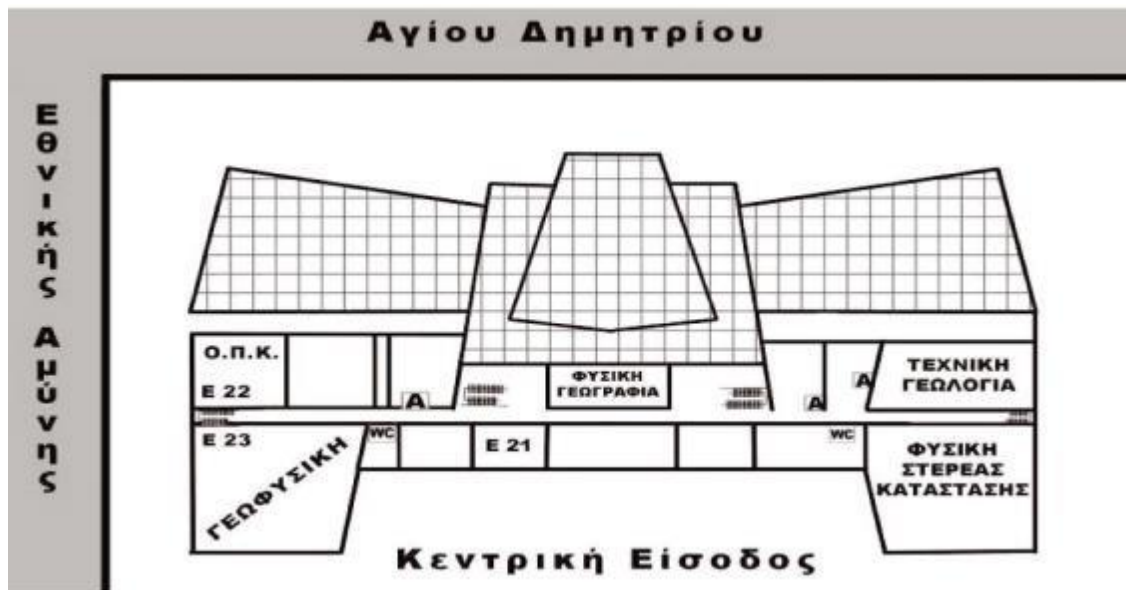 Αγίου Δημητρίου
Εθνικής Αμύνης
Ο.Π.Κ.
Ε 22
Α
ΦΥΣΙΚΗ
ΓΕΩΓΡΑΦΙΑ
Α
Α
ΤΕΧΝΙΚΗ
ΓΕΩΛΟΓΙΑ
Ε 23
ΓΕΩΦΥΣΙΚΗ
WC
Ε 21
WC
ΦΥΣΙΚΗ
ΣΤΕΡΕΑΣ
ΚΑΤΑΣΤΑΣΗΣ
Κεντρική Είσοδος